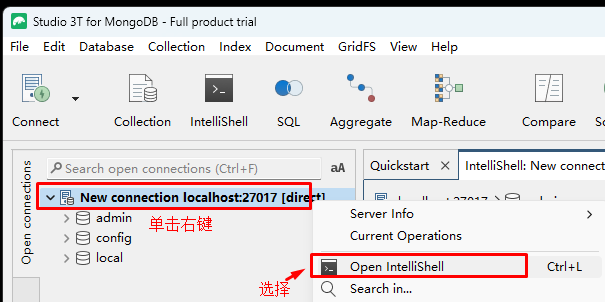 Studio 3T for MongoDB - Full product trial
File Edit Database Collection Index Document GridFS View Help
Connect Collection IntelliShell SQL Aggregate Map-Reduce Compare
Open connections
Search open connections (Ctrl+F) aA
Quickstart IntelliShell: New connect
New connection localhost:27017 [direct]
admin
单击右键
config
local
Server Info
Current Operations
Open IntelliShell Ctrl+L
选择
Search in...